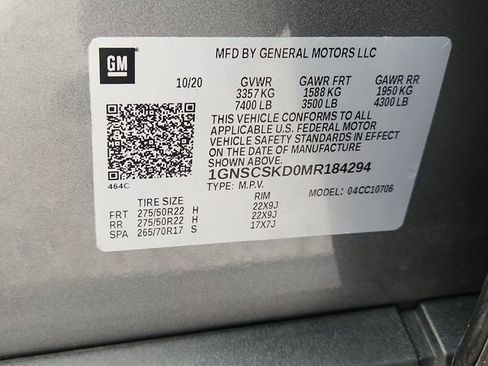 GM
MFD BY GENERAL MOTORS LLC
10/20 GVWR GAWR FRT GAWR RR
3357 KG 1588 KG 1950 KG
7400 LB 3500 LB 4300 LB
THIS VEHICLE CONFORMS TO ALL
APPLICABLE U.S. FEDERAL MOTOR
VEHICLE SAFETY STANDARDS IN EFFECT
ON THE DATE OF MANUFACTURE SHOWN ABOVE.
1GNSCSKD0MR184294
TYPE: M.P.V. MODEL: 04CC10706
464C
TIRE SIZE RIM
FRT 275/50R22 H 22X9J
RR 275/50R22 H 22X9J
SPA 265/70R17 S 17X7J